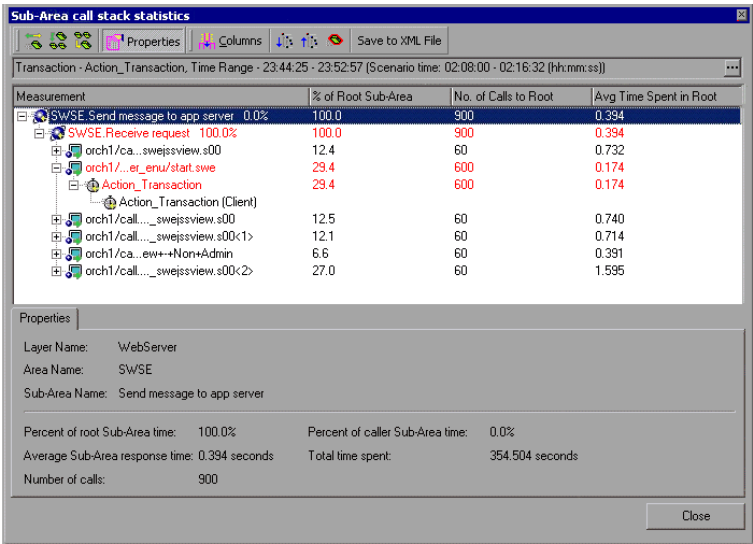 Sub-Area call stack statistics
Properties Columns Save to XML File
Transaction - Action_Transaction, Time Range - 23:44:25 - 23:52:57 (Scenario time: 02:08:00 - 02:16:32 (hh:mm:ss)) ...
Measurement % of Root Sub-Area No. of Calls to Root Avg Time Spent in Root
SWSE.Send message to app server 0.0% 100.0 900 0.394
SWSE.Receive request 100.0% 100.0 900 0.394
orch1/ca...swejssview.s00 12.4 60 0.732
orch1/...er_enu/start.swe 29.4 600 0.174
Action_Transaction 29.4 600 0.174
Action_Transaction (Client)
orch1/call...._swejssview.s00 12.5 60 0.740
orch1/call...._swejssview.s00<1> 12.1 60 0.714
orch1/ca...ew+-+Non+Admin 6.6 60 0.391
orch1/call...._swejssview.s00<2> 27.0 60 1.595
Properties
Layer Name: WebServer
Area Name: SWSE
Sub-Area Name: Send message to app server
Percent of root Sub-Area time: 100.0% Percent of caller Sub-Area time: 0.0%
Average Sub-Area response time: 0.394 seconds Total time spent: 354.504 seconds
Number of calls: 900
Close